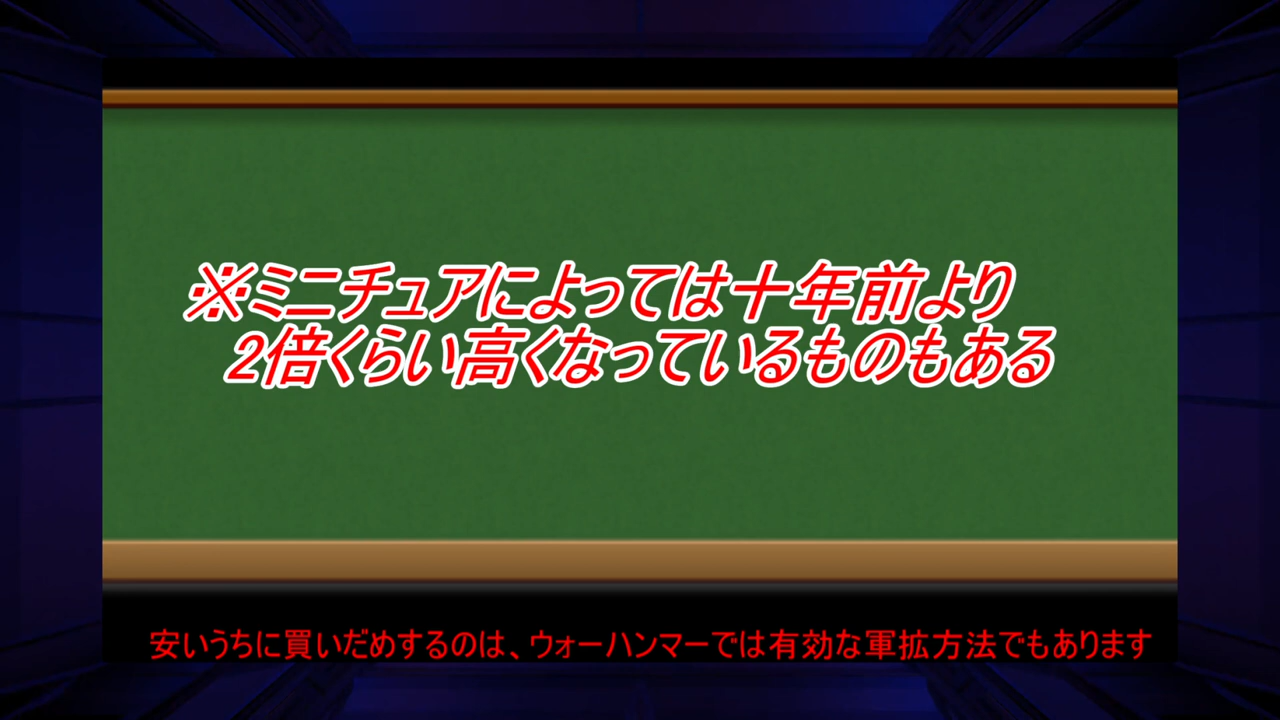 ※ミニチュアによっては十年前より
2倍くらい高くなっているものもある
安いうちに買いだめするのは、ウォーハンマーでは有効な軍拡方法でもあります